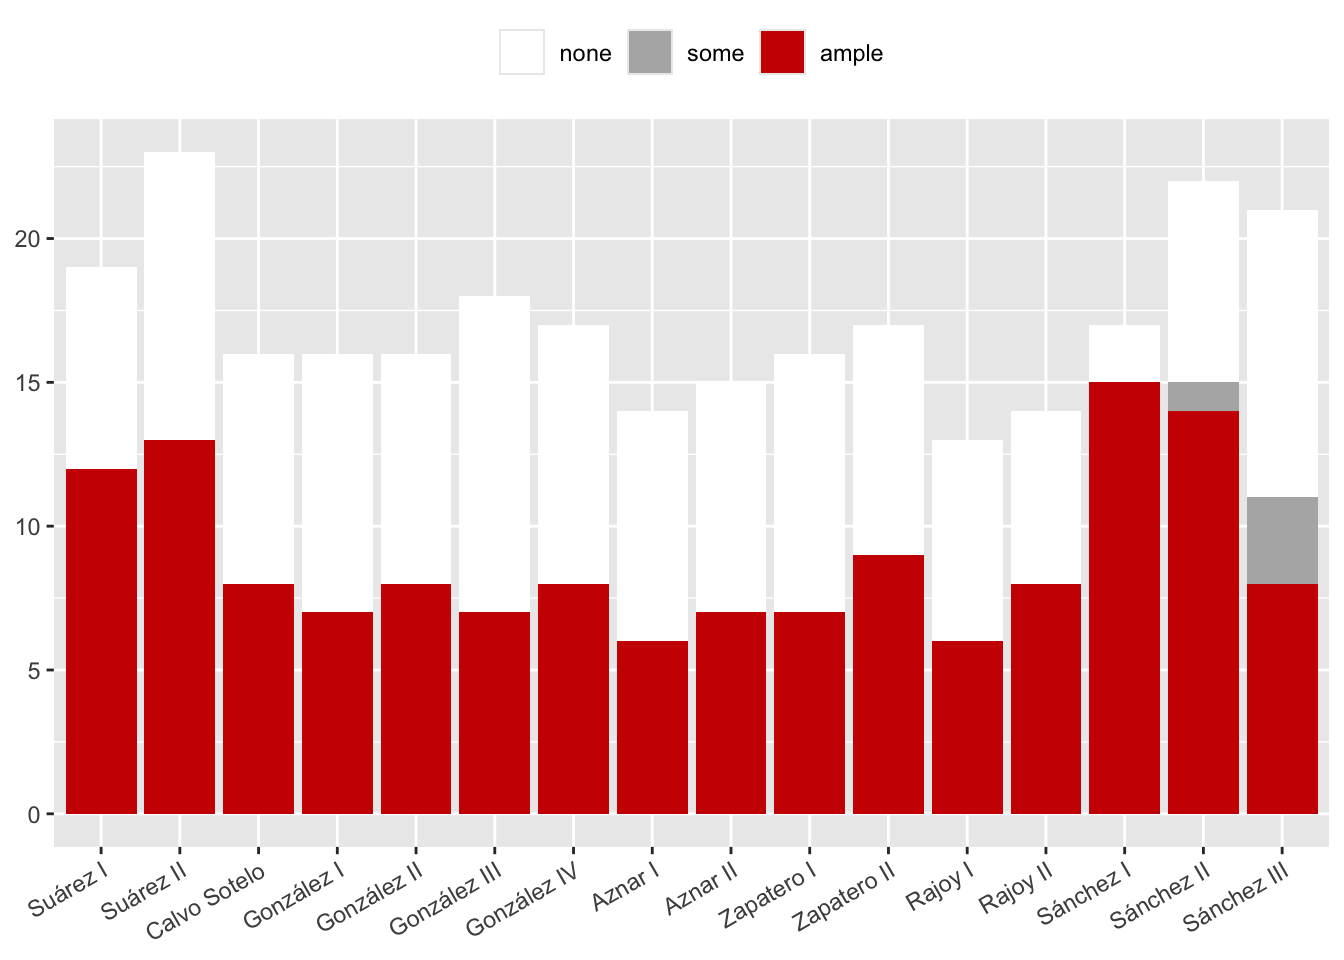 none some ample
20
15
10
5
0
Suárez I
Suárez II
Calvo Sotelo
González I
González II
González III
González IV
Aznar I
Aznar II
Zapatero I
Zapatero II
Rajoy I
Rajoy II
Sánchez I
Sánchez II
Sánchez III